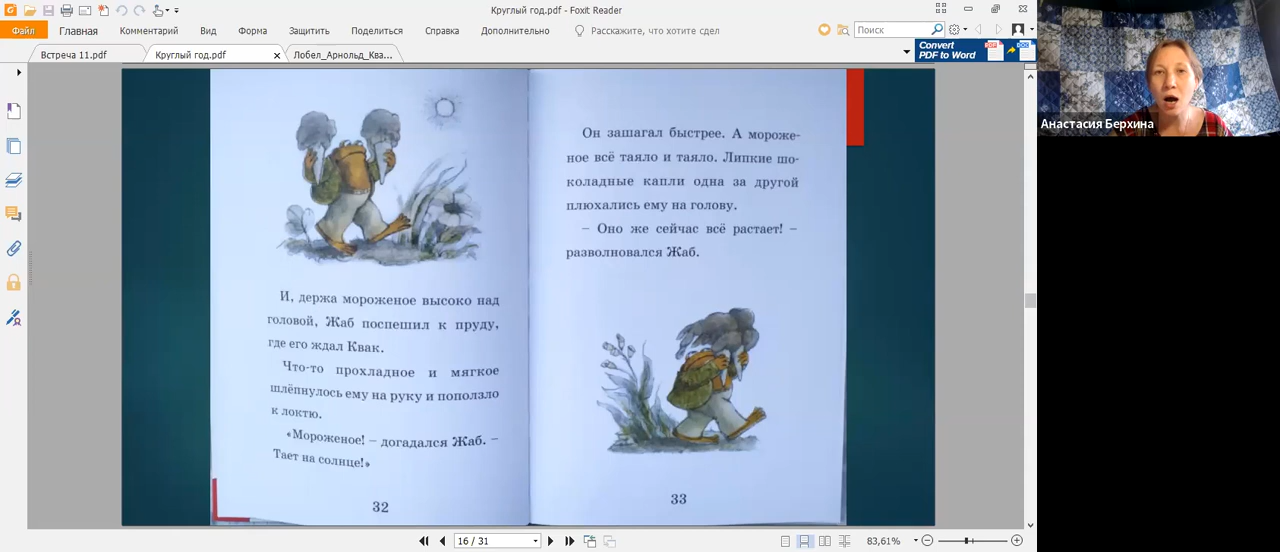 Круглый год.pdf - Foxit Reader
Файл Главная Комментарий Вид Форма Защитить Поделиться Справка Дополнительно Расскажите, что хотите сдел Поиск
Встреча 11.pdf Круглый год.pdf Лобел_Арнольд_Ква...
Convert
PDF to Word
Анастасия Берхина
И, держа мороженое высоко над
головой, Жаб поспешил к пруду,
где его ждал Квак.
Что-то прохладное и мягкое
шлёпнулось ему на руку и поползло
к локтю.
«Мороженое! – догадался Жаб. –
Тает на солнце!»
32
Он зашагал быстрее. А мороже-
ное всё таяло и таяло. Липкие шо-
коладные капли одна за другой
плюхались ему на голову.
– Оно же сейчас всё растает! –
разволновался Жаб.
33
16 / 31
83,61%